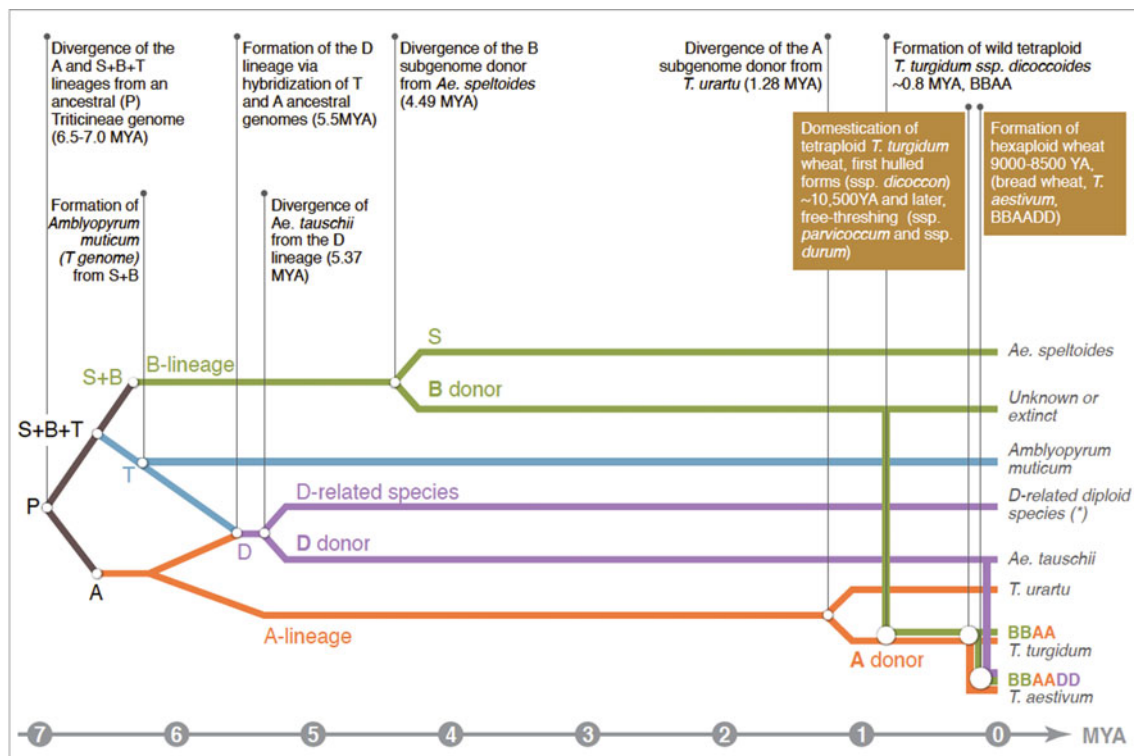 Divergence of the
A and S+B+T
lineages from an
ancestral (P)
Triticineae genome
(6.5-7.0 MYA)
Formation of the D
lineage via
hybridization of T
and A ancestral
genomes (5.5MYA)
Divergence of the B
subgenome donor
from Ae. speltoides
(4.49 MYA)
Divergence of the A
subgenome donor from
T. urartu (1.28 MYA)
Formation of wild tetraploid
T. turgidum ssp. dicoccoides
~0.8 MYA, BBAA
Domestication of
tetraploid T. turgidum
wheat, first hulled
forms (ssp. dicoccon)
~10,500YA and later,
free-threshing (ssp.
parvicoccum and ssp.
durum)
Formation of
hexaploid wheat
9000-8500 YA,
(bread wheat, T.
aestivum,
BBAADD)
Formation of
Amblyopyrum
muticum
(T genome)
from S+B
Divergence of
Ae. tauschii
from the D
lineage (5.37
MYA)
S
Ae. speltoides
S+B
B-lineage
B donor
Unknown or
extinct
S+B+T
T
Amblyopyrum
muticum
P
D-related species
D-related diploid
species (*)
D
D donor
Ae. tauschii
A
T. urartu
A-lineage
A donor
BBAA
T. turgidum
BBAADD
T. aestivum
7 6 5 4 3 2 1 0 MYA